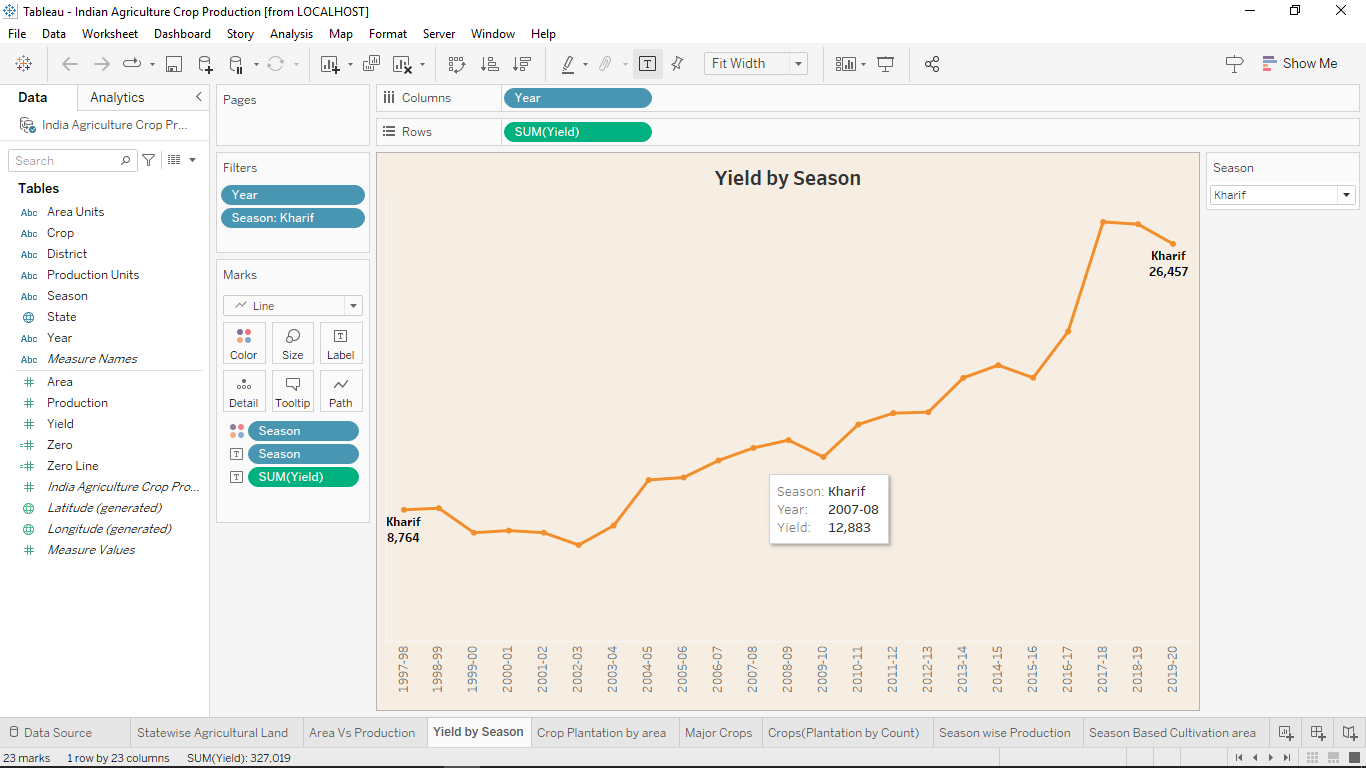 Tableau - Indian Agriculture Crop Production [from LOCALHOST]
File Data Worksheet Dashboard Story Analysis Map Format Server Window Help
Fit Width
Show Me
Data Analytics
India Agriculture Crop Pr...
Search
Tables
Abc Area Units
Abc Crop
Abc District
Abc Production Units
Abc Season
State
Abc Year
Abc Measure Names
Area
Production
Yield
Zero
Zero Line
India Agriculture Crop Pro...
Latitude (generated)
Longitude (generated)
Measure Values
Pages
Filters
Year
Season: Kharif
Marks
Line
Color Size Label
Detail Tooltip Path
Season
Season
SUM(Yield)
Columns Year
Rows SUM(Yield)
Yield by Season
Kharif
8,764
Kharif
26,457
Season: Kharif
Year: 2007-08
Yield: 12,883
1997-98
1998-99
1999-00
2000-01
2001-02
2002-03
2003-04
2004-05
2005-06
2006-07
2007-08
2008-09
2009-10
2010-11
2011-12
2012-13
2013-14
2014-15
2015-16
2016-17
2017-18
2018-19
2019-20
Season
Kharif
Data Source Statewise Agricultural Land Area Vs Production Yield by Season Crop Plantation by area Major Crops Crops(Plantation by Count) Season wise Production Season Based Cultivation area
23 marks 1 row by 23 columns SUM(Yield): 327,019